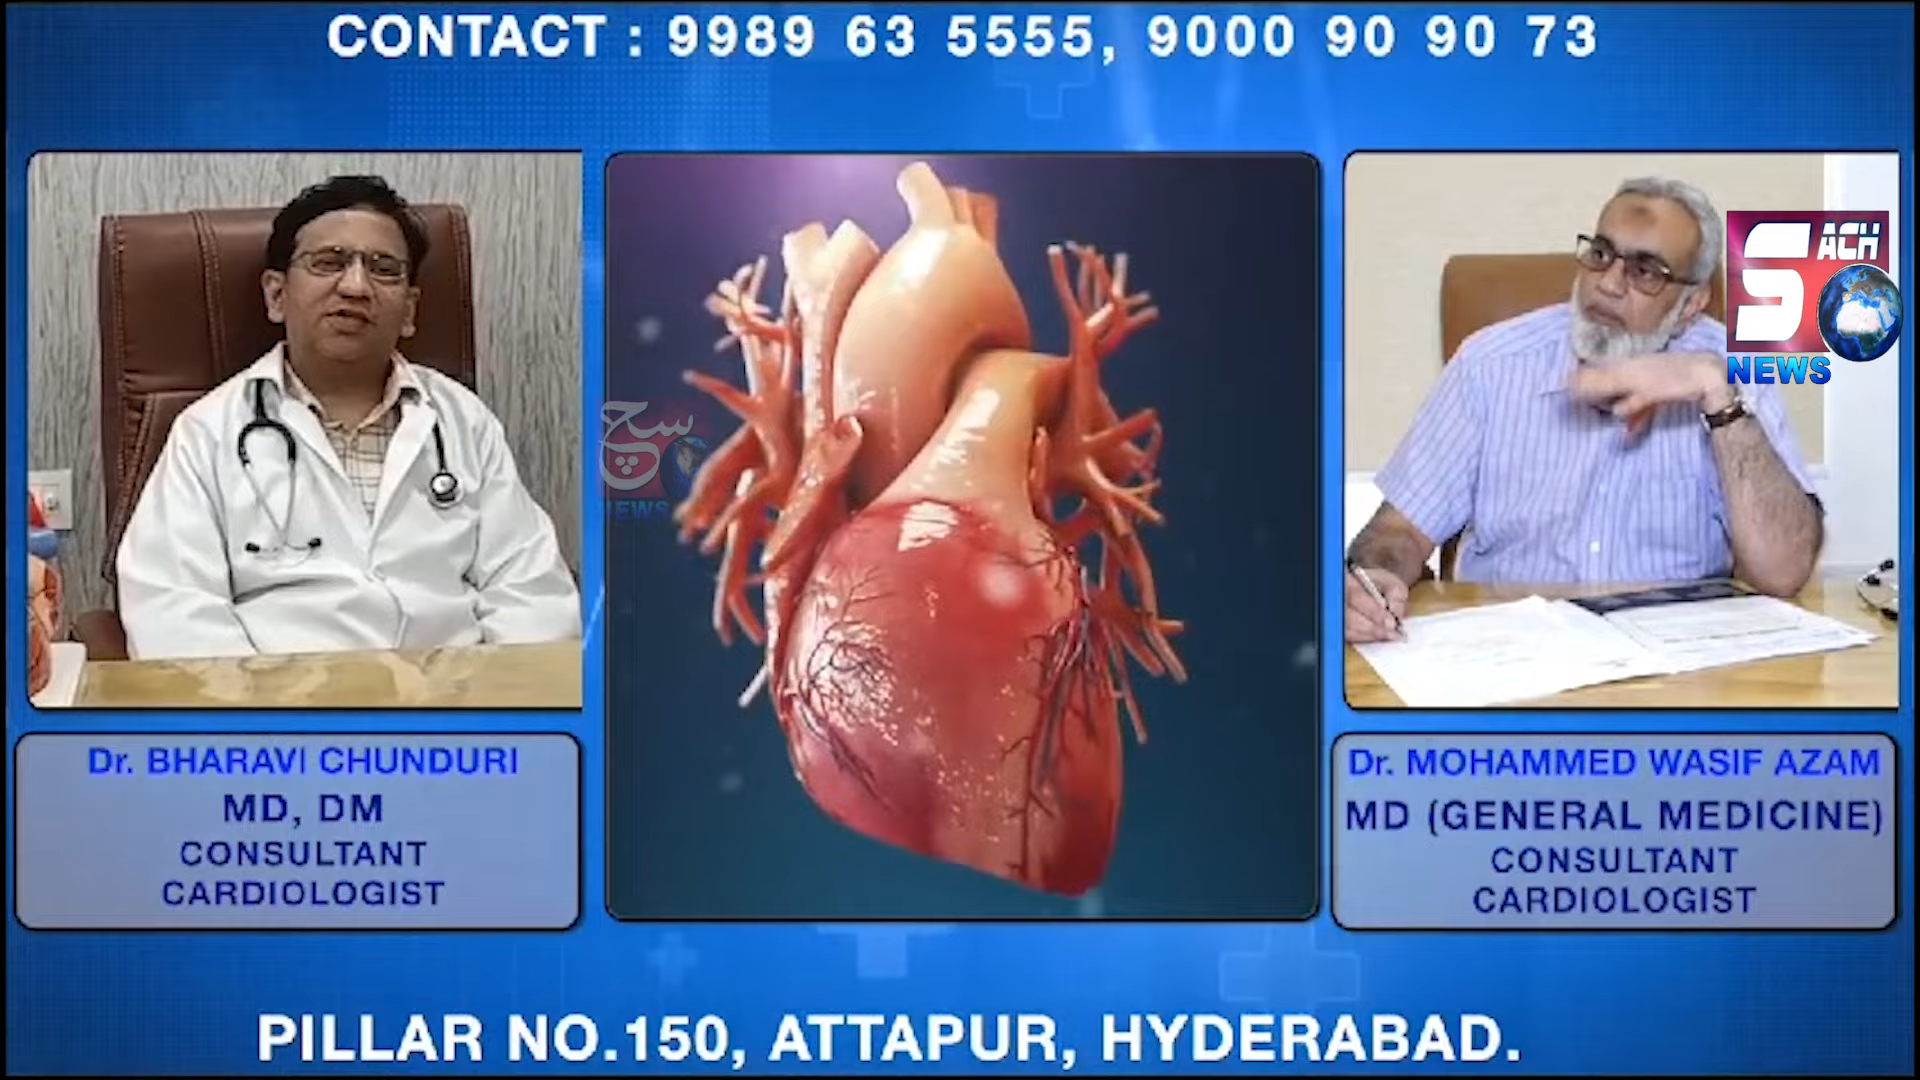 CONTACT : 9989 63 5555, 9000 90 90 73
SACH
NEWS
سچ
NEWS
Dr. BHARAVI CHUNDURI
MD, DM
CONSULTANT
CARDIOLOGIST
Dr. MOHAMMED WASIF AZAM
MD (GENERAL MEDICINE)
CONSULTANT
CARDIOLOGIST
PILLAR NO.150, ATTAPUR, HYDERABAD.